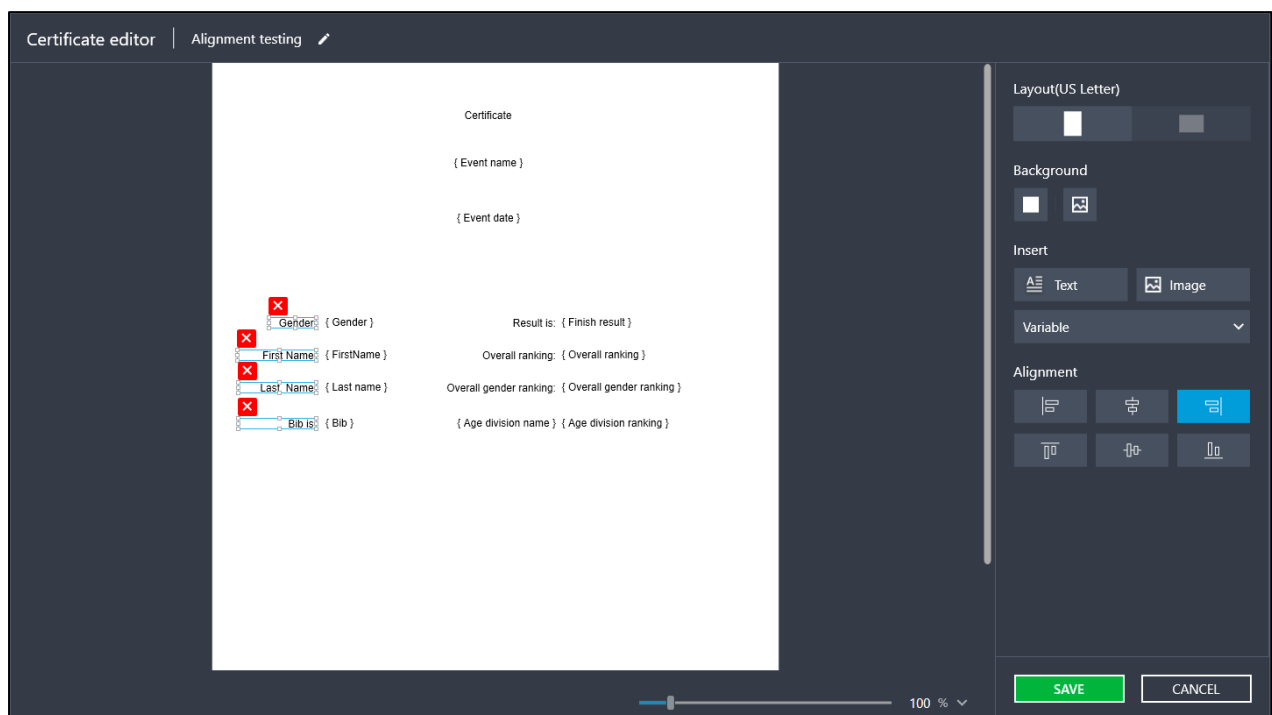 Certificate editor Alignment testing
Certificate
{ Event name }
{ Event date }
Gender { Gender } Result is: { Finish result }
First Name { FirstName } Overall ranking: { Overall ranking }
Last Name { Last name } Overall gender ranking: { Overall gender ranking }
Bib is { Bib } { Age division name } { Age division ranking }
Layout(US Letter)
Background
Insert
Text Image
Variable
Alignment
SAVE CANCEL
100 %